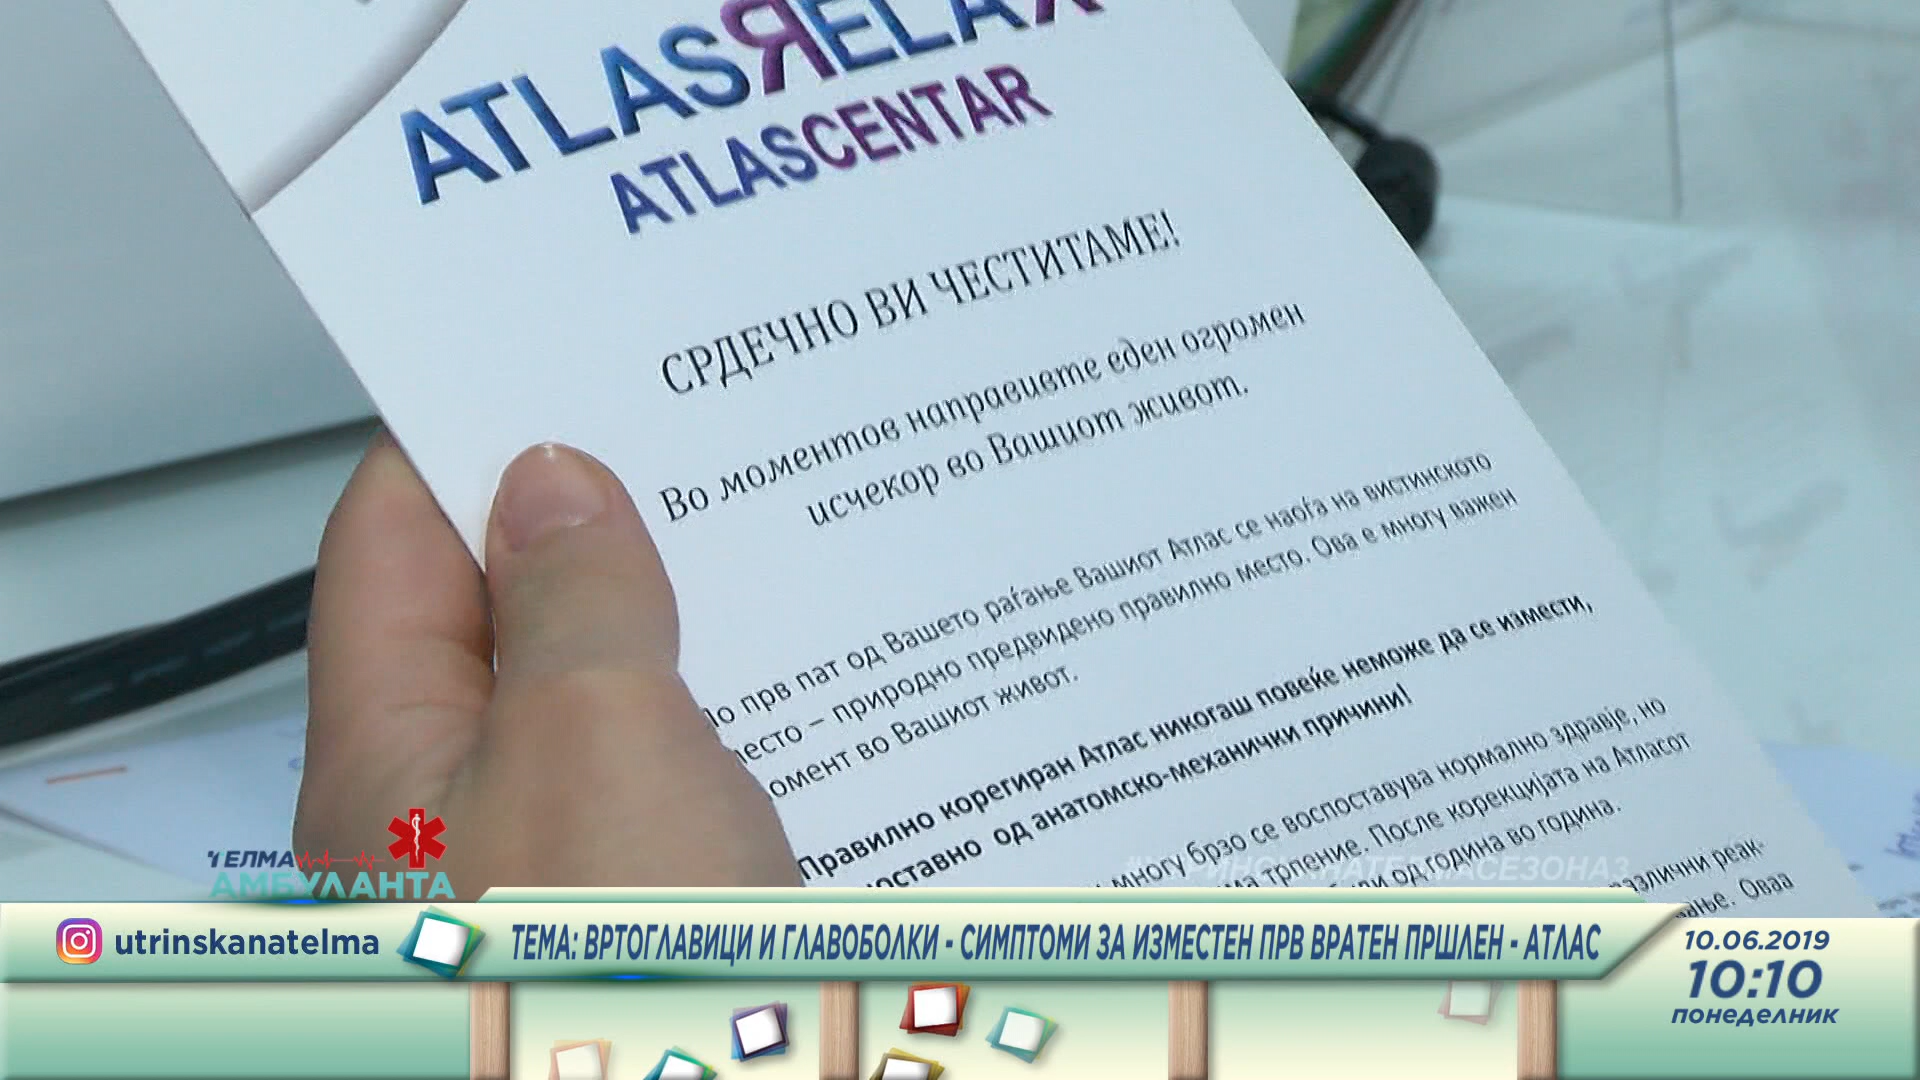 ATLASЯELAX
ATLASCENTAR
СРДЕЧНО ВИ ЧЕСТИТАМЕ!
Во моментов направивте еден огромен
исчекор во Вашиот живот.
По прв пат од Вашето раѓање Вашиот Атлас се наоѓа на вистинското
место – природно предвидено правилно место. Ова е многу важен
момент во Вашиот живот.
Правилно корегиран Атлас никогаш повеќе неможе да се измести,
од анатомско-механички причини!
многу брзо се воспоставува нормално здравје, но
трпение. После корекцијата на Атласот
од година во година.
различни реак-
Оваа
ТЕЛМА
АМБУЛАНТА
utrinskanatelma
ТЕМА: ВРТОГЛАВИЦИ И ГЛАВОБОЛКИ - СИМПТОМИ ЗА ИЗМЕСТЕН ПРВ ВРАТЕН ПРШЛЕН - АТЛАС
10.06.2019
10:10
понеделник